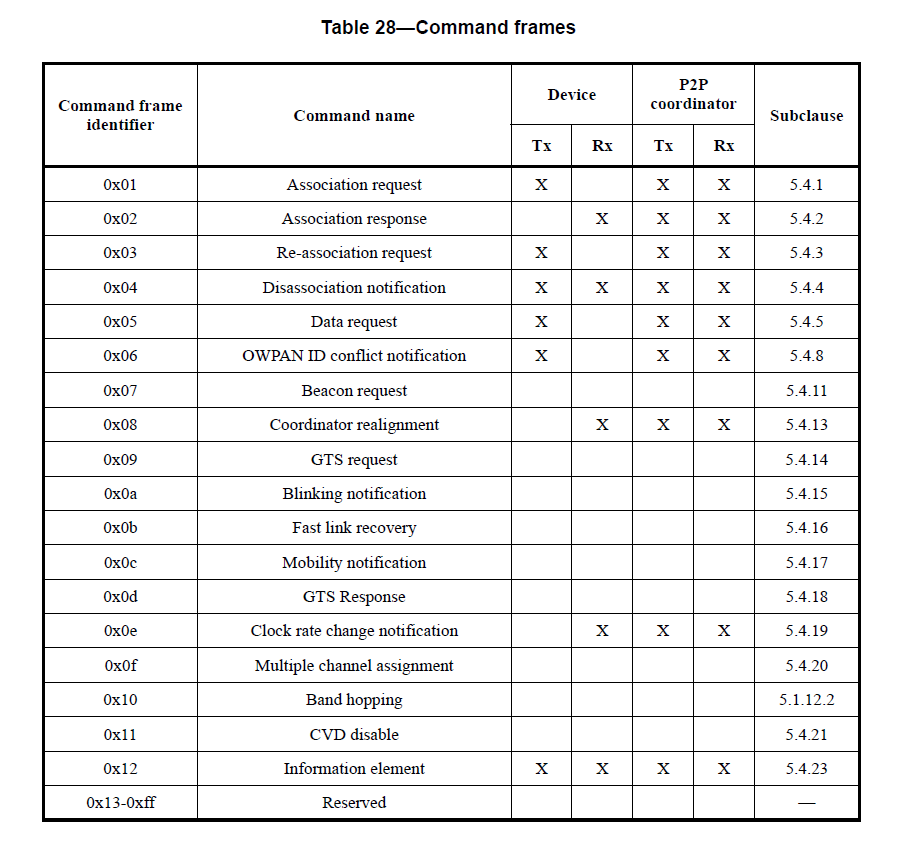 Table 28—Command frames
Command frame identifier Command name Device P2P coordinator Subclause
Tx Rx Tx Rx
0x01 Association request X X X 5.4.1
0x02 Association response X X X 5.4.2
0x03 Re-association request X X X 5.4.3
0x04 Disassociation notification X X X X 5.4.4
0x05 Data request X X X 5.4.5
0x06 OWPAN ID conflict notification X X X 5.4.8
0x07 Beacon request 5.4.11
0x08 Coordinator realignment X X X 5.4.13
0x09 GTS request 5.4.14
0x0a Blinking notification 5.4.15
0x0b Fast link recovery 5.4.16
0x0c Mobility notification 5.4.17
0x0d GTS Response 5.4.18
0x0e Clock rate change notification X X X 5.4.19
0x0f Multiple channel assignment 5.4.20
0x10 Band hopping 5.1.12.2
0x11 CVD disable 5.4.21
0x12 Information element X X X X 5.4.23
0x13-0xff Reserved —